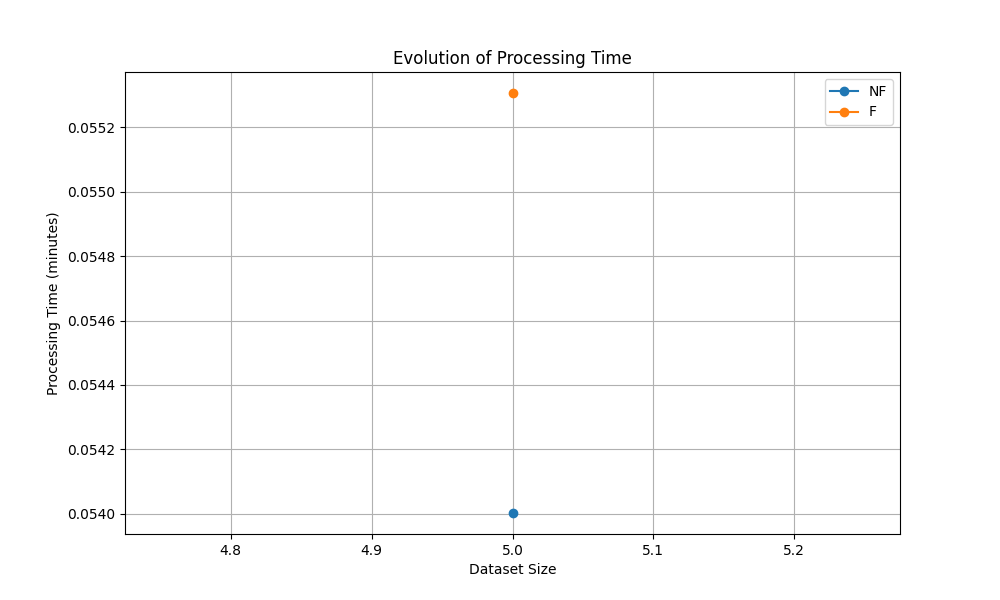 Evolution of Processing Time
NF
F
Processing Time (minutes)
0.0552
0.0550
0.0548
0.0546
0.0544
0.0542
0.0540
4.8 4.9 5.0 5.1 5.2
Dataset Size